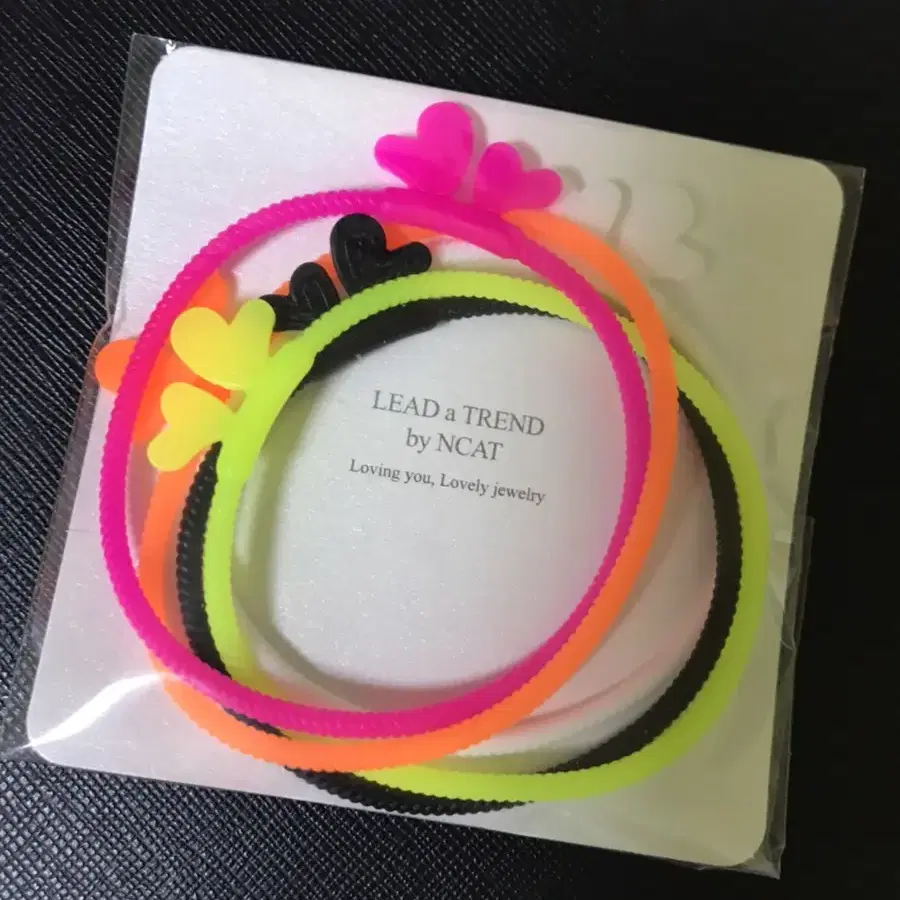 LEAD a TREND
by NCAT
Loving you, Lovely jewelry